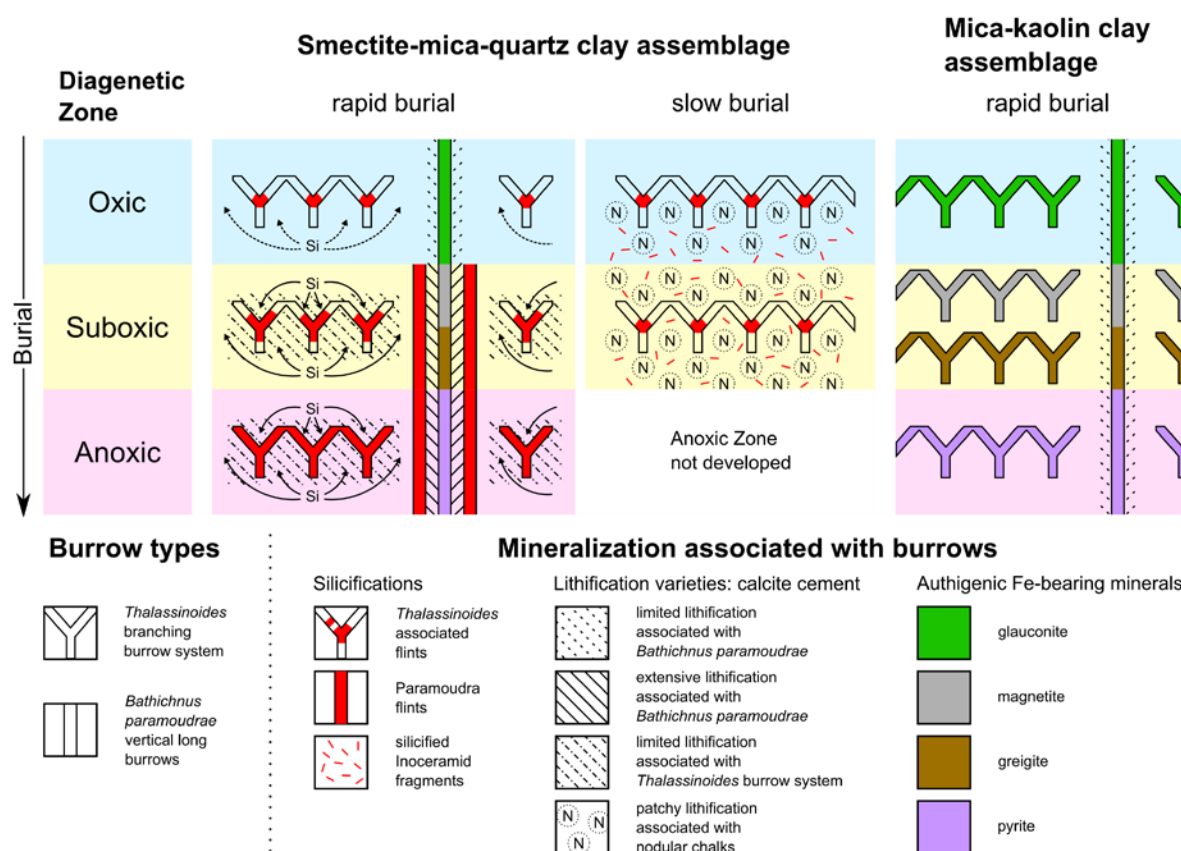 Smectite-mica-quartz clay assemblage
Mica-kaolin clay
assemblage
Diagenetic
Zone
rapid burial
slow burial
rapid burial
Burial
Oxic
Si
N N N N N
N N N
Suboxic
Si
Si
N N N N
N N N N N
N N N N N
N N N N
Anoxic
Si
Si
Anoxic Zone
not developed
Burrow types
Thalassinoides
branching
burrow system
Bathichnus
paramoudrae
vertical long
burrows
Mineralization associated with burrows
Silicifications
Thalassinoides
associated
flints
Paramoudra
flints
silicified
Inoceramid
fragments
Lithification varieties: calcite cement
limited lithification
associated with
Bathichnus paramoudrae
extensive lithification
associated with
Bathichnus paramoudrae
limited lithification
associated with
Thalassinoides burrow system
N N
N
patchy lithification
associated with
nodular chalks
Authigenic Fe-bearing minerals
glauconite
magnetite
greigite
pyrite